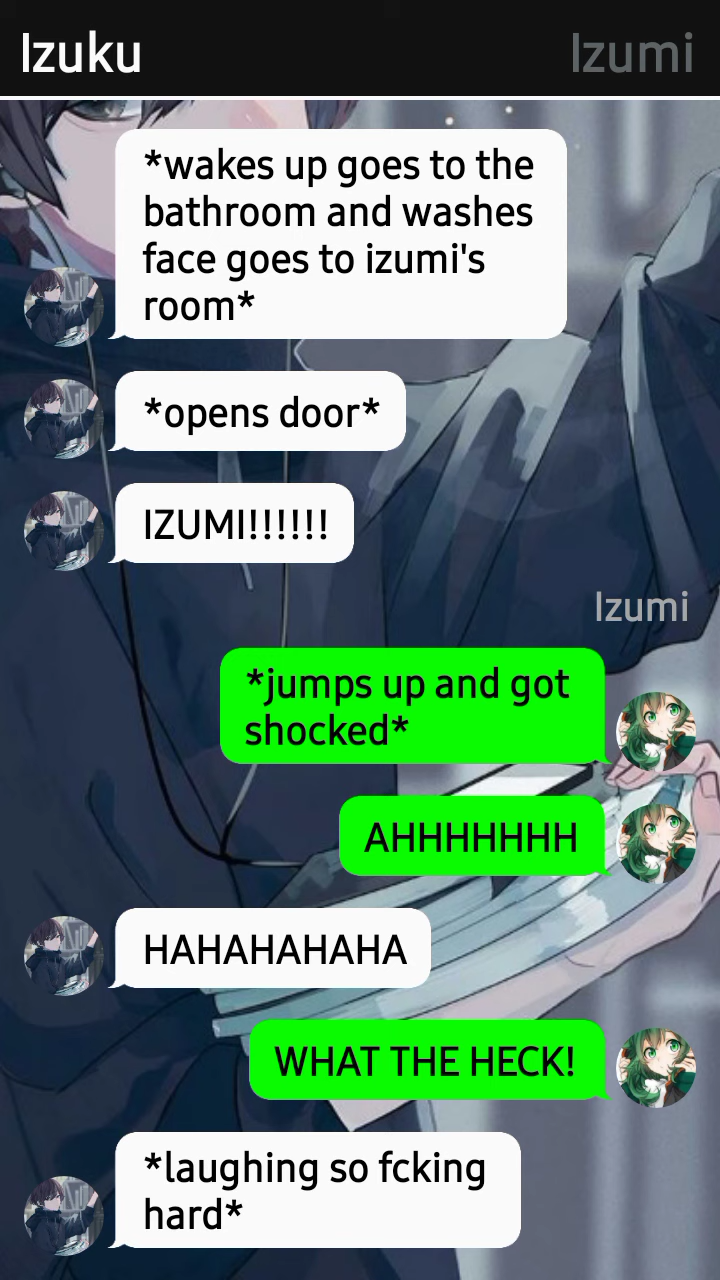 Izuku
Izumi
*wakes up goes to the
bathroom and washes
face goes to izumi's
room*
*opens door*
IZUMI!!!!!!
Izumi
*jumps up and got
shocked*
AHHHHHHH
HAHAHAHAHA
WHAT THE HECK!
*laughing so fcking
hard*